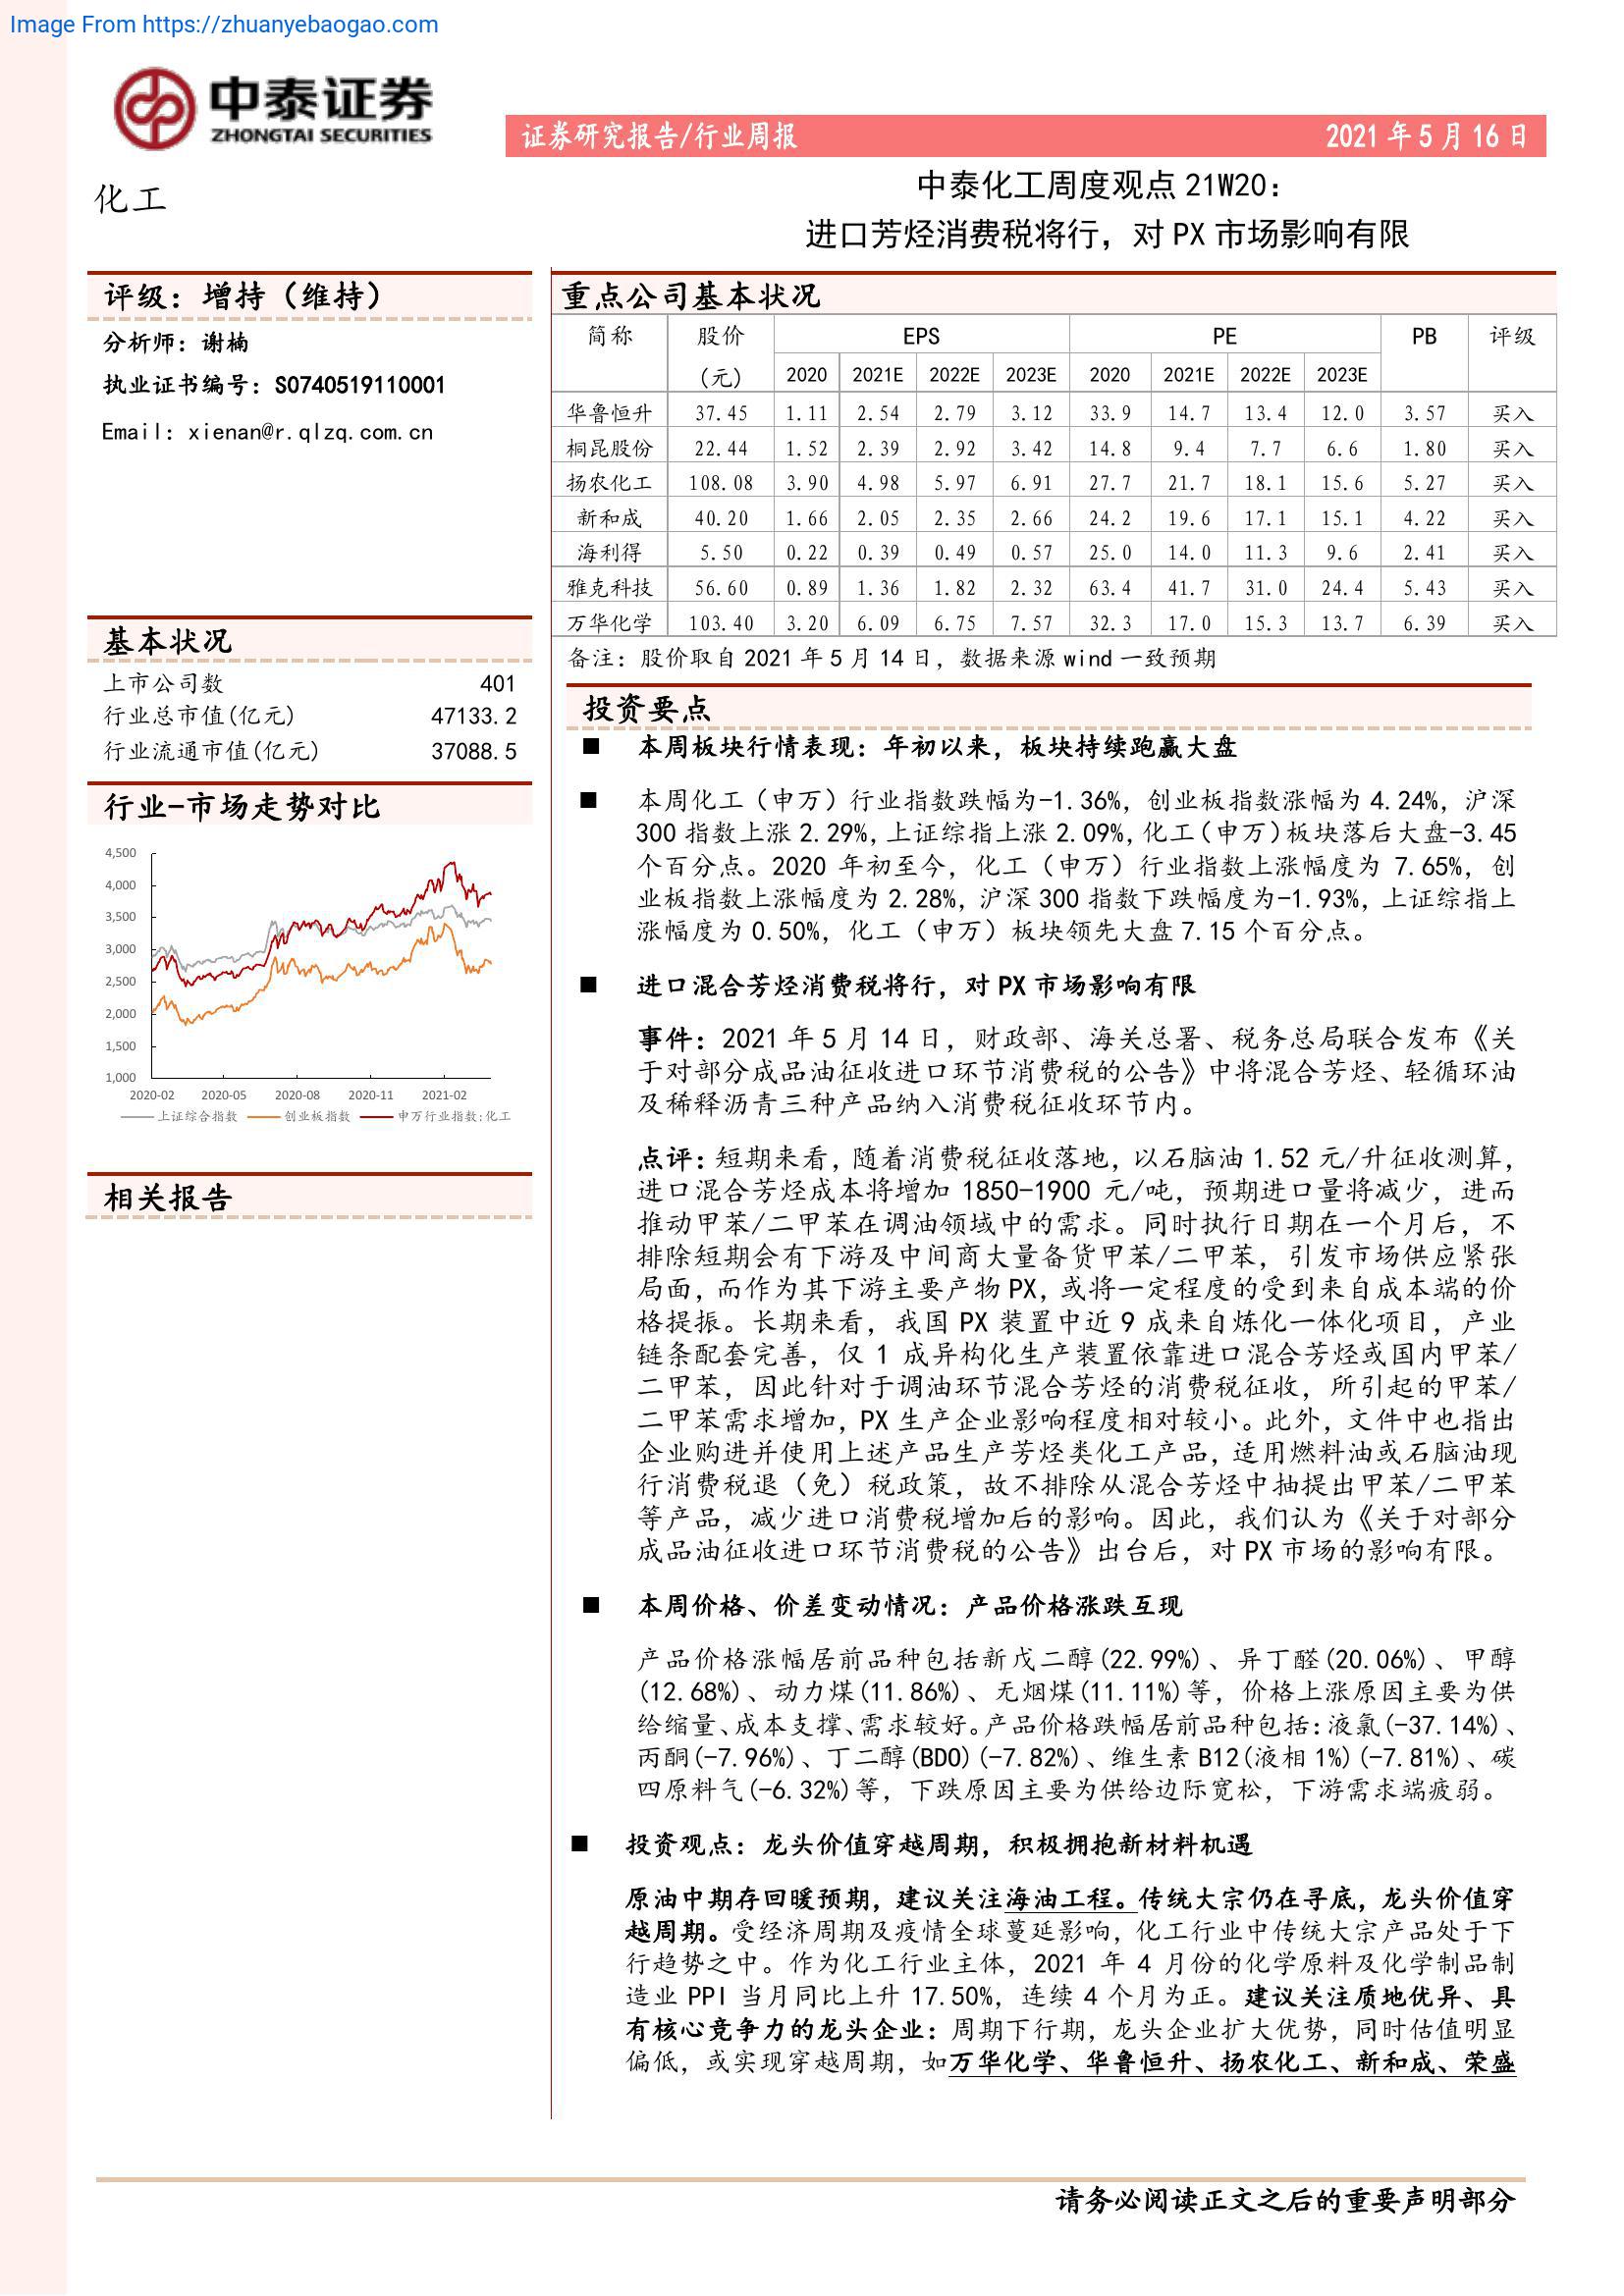 Image From https://zhuanyebaogao.com
中泰证券
ZHONGTAI SECURITIES
证券研究报告/行业周报 2021年5月16日
化工
中泰化工周度观点 21W20：
进口芳烃消费税将行，对 PX 市场影响有限
评级：增持（维持）
分析师：谢楠
执业证书编号：S0740519110001
Email：xienan@r.qlzq.com.cn
基本状况
上市公司数 401
行业总市值(亿元) 47133.2
行业流通市值(亿元) 37088.5
行业-市场走势对比
4,500
4,000
3,500
3,000
2,500
2,000
1,500
1,000
2020-02 2020-05 2020-08 2020-11 2021-02
上证综合指数 创业板指数 申万行业指数:化工
相关报告
重点公司基本状况
简称 股价 EPS PE PB 评级
(元) 2020 2021E 2022E 2023E 2020 2021E 2022E 2023E
华鲁恒升 37.45 1.11 2.54 2.79 3.12 33.9 14.7 13.4 12.0 3.57 买入
桐昆股份 22.44 1.52 2.39 2.92 3.42 14.8 9.4 7.7 6.6 1.80 买入
扬农化工 108.08 3.90 4.98 5.97 6.91 27.7 21.7 18.1 15.6 5.27 买入
新和成 40.20 1.66 2.05 2.35 2.66 24.2 19.6 17.1 15.1 4.22 买入
海利得 5.50 0.22 0.39 0.49 0.57 25.0 14.0 11.3 9.6 2.41 买入
雅克科技 56.60 0.89 1.36 1.82 2.32 63.4 41.7 31.0 24.4 5.43 买入
万华化学 103.40 3.20 6.09 6.75 7.57 32.3 17.0 15.3 13.7 6.39 买入
备注：股价取自2021年5月14日，数据来源wind一致预期
投资要点
■ 本周板块行情表现：年初以来，板块持续跑赢大盘
■ 本周化工（申万）行业指数跌幅为-1.36%，创业板指数涨幅为 4.24%，沪深
300 指数上涨 2.29%，上证综指上涨 2.09%，化工（申万）板块落后大盘-3.45
个百分点。2020 年初至今，化工（申万）行业指数上涨幅度为 7.65%，创
业板指数上涨幅度为 2.28%，沪深 300 指数下跌幅度为-1.93%，上证综指上
涨幅度为 0.50%，化工（申万）板块领先大盘 7.15 个百分点。
■ 进口混合芳烃消费税将行，对 PX 市场影响有限
事件：2021 年 5 月 14 日，财政部、海关总署、税务总局联合发布《关
于对部分成品油征收进口环节消费税的公告》中将混合芳烃、轻循环油
及稀释沥青三种产品纳入消费税征收环节内。
点评：短期来看，随着消费税征收落地，以石脑油 1.52 元/升征收测算，
进口混合芳烃成本将增加 1850-1900 元/吨，预期进口量将减少，进而
推动甲苯/二甲苯在调油领域中的需求。同时执行日期在一个月后，不
排除短期会有下游及中间商大量备货甲苯/二甲苯，引发市场供应紧张
局面，而作为其下游主要产物 PX，或将一定程度的受到来自成本端的价
格提振。长期来看，我国 PX 装置中近 9 成来自炼化一体化项目，产业
链条配套完善，仅 1 成异构化生产装置依靠进口混合芳烃或国内甲苯/
二甲苯，因此针对于调油环节混合芳烃的消费税征收，所引起的甲苯/
二甲苯需求增加，PX 生产企业影响程度相对较小。此外，文件中也指出
企业购进并使用上述产品生产芳烃类化工产品，适用燃料油或石脑油现
行消费税退（免）税政策，故不排除从混合芳烃中抽提出甲苯/二甲苯
等产品，减少进口消费税增加后的影响。因此，我们认为《关于对部分
成品油征收进口环节消费税的公告》出台后，对 PX 市场的影响有限。
■ 本周价格、价差变动情况：产品价格涨跌互现
产品价格涨幅居前品种包括新戊二醇(22.99%)、异丁醛(20.06%)、甲醇
(12.68%)、动力煤(11.86%)、无烟煤(11.11%)等，价格上涨原因主要为供
给缩量、成本支撑、需求较好。产品价格跌幅居前品种包括：液氯(-37.14%)、
丙酮(-7.96%)、丁二醇(BDO)(-7.82%)、维生素 B12(液相 1%)(-7.81%)、碳
四原料气(-6.32%)等，下跌原因主要为供给边际宽松，下游需求端疲弱。
■ 投资观点：龙头价值穿越周期，积极拥抱新材料机遇
原油中期存回暖预期，建议关注海油工程。传统大宗仍在寻底，龙头价值穿
越周期。受经济周期及疫情全球蔓延影响，化工行业中传统大宗产品处于下
行趋势之中。作为化工行业主体，2021 年 4 月份的化学原料及化学制品制
造业 PPI 当月同比上升 17.50%，连续 4 个月为正。建议关注质地优异、具
有核心竞争力的龙头企业：周期下行期，龙头企业扩大优势，同时估值明显
偏低，或实现穿越周期，如万华化学、华鲁恒升、扬农化工、新和成、荣盛
请务必阅读正文之后的重要声明部分